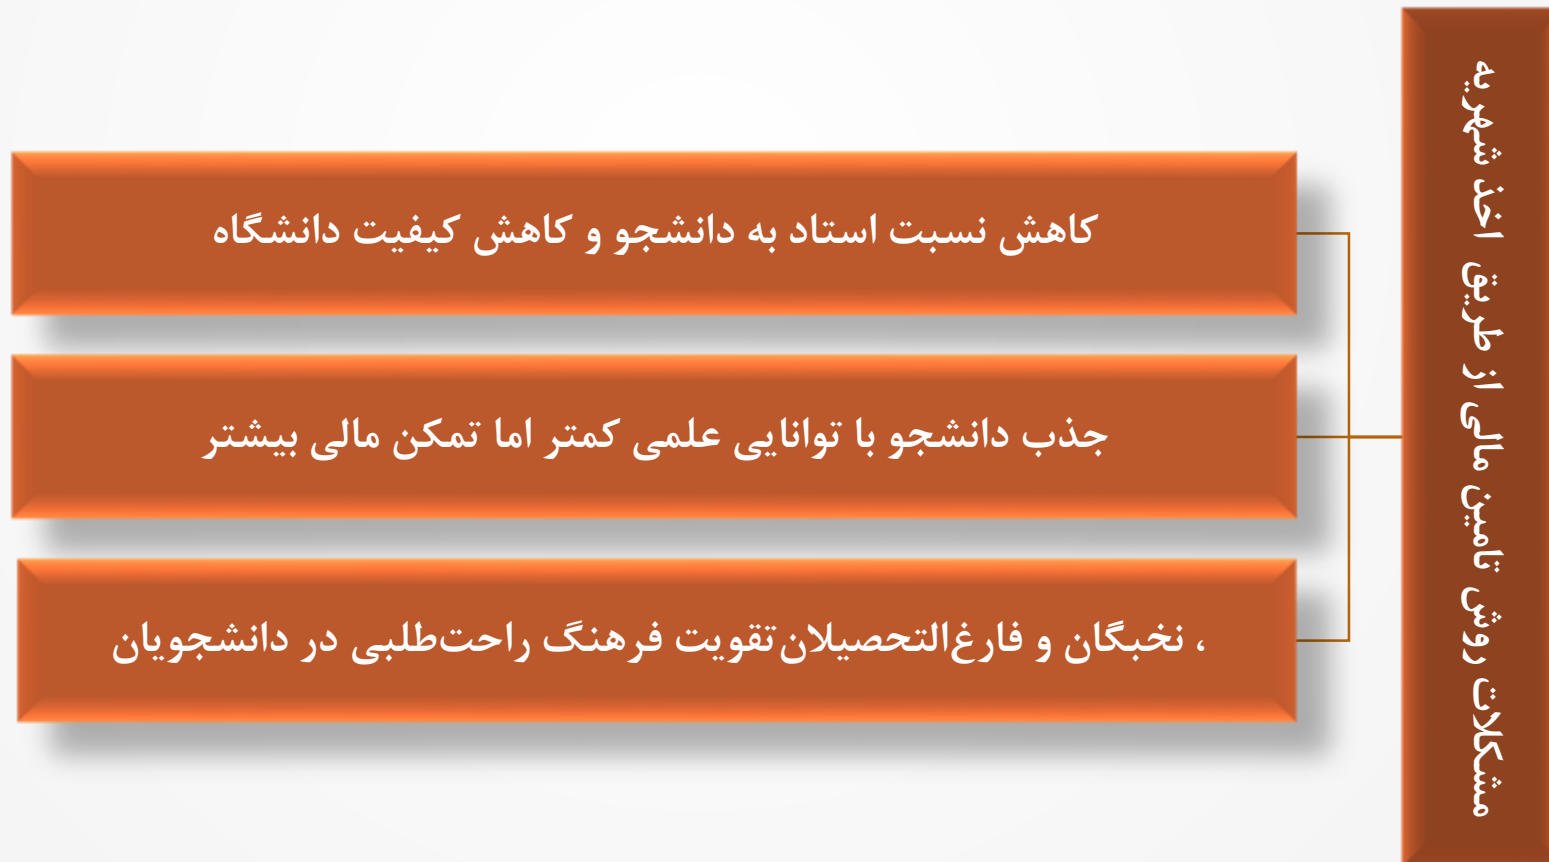 مشکلات روش تامین مالی از طریق اخذ شهریه
کاهش نسبت استاد به دانشجو و کاهش کیفیت دانشگاه
جذب دانشجو با توانایی علمی کمتر اما تمکن مالی بیشتر
، نخبگان و فارغ‌التحصیلان تقویت فرهنگ راحت‌طلبی در دانشجویان